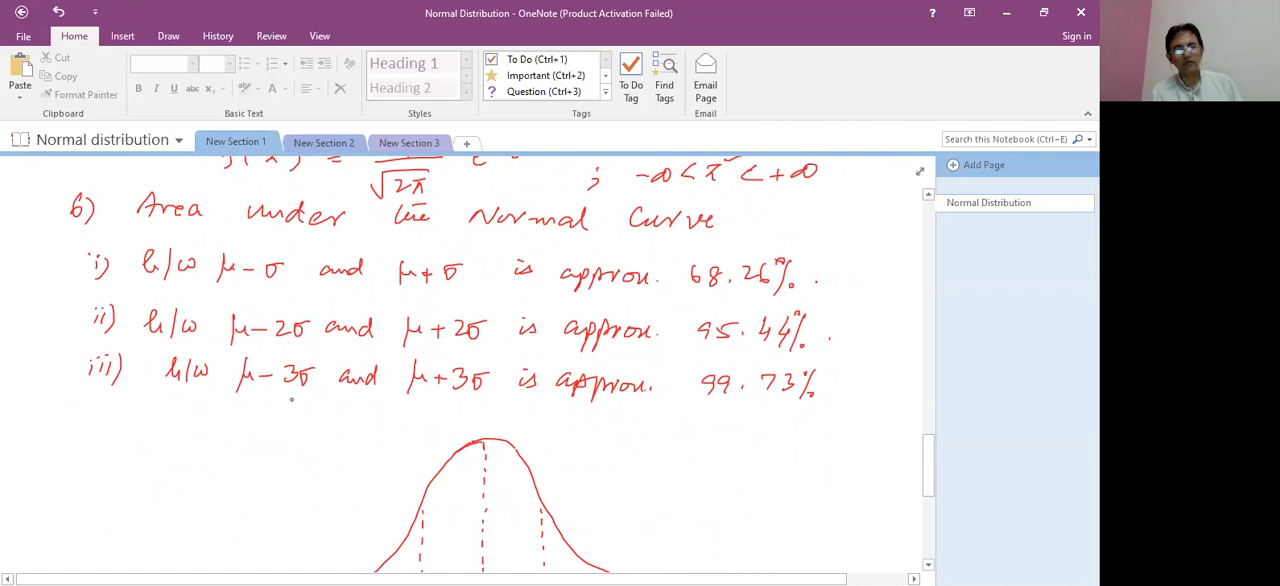 Normal Distribution - OneNote (Product Activation Failed)
?
Sign in
File Home Insert Draw History Review View
Paste
Cut
Copy
Format Painter
Clipboard
B I U abc x₂ A
Basic Text
Heading 1
Heading 2
Styles
To Do (Ctrl+1)
Important (Ctrl+2)
? Question (Ctrl+3)
To Do Tag
Find Tags
Tags
Email Page
Email
Normal distribution
New Section 1
New Section 2
New Section 3
+
Search this Notebook (Ctrl+E)
Add Page
Normal Distribution
√2π ; -∞ < < +∞
6) Area under the Normal Curve
i) b/w μ-σ and μ+σ is approx. 68.26%.
ii) b/w μ-2σ and μ+2σ is approx. 95.44%.
iii) b/w μ-3σ and μ+3σ is approx. 99.73%